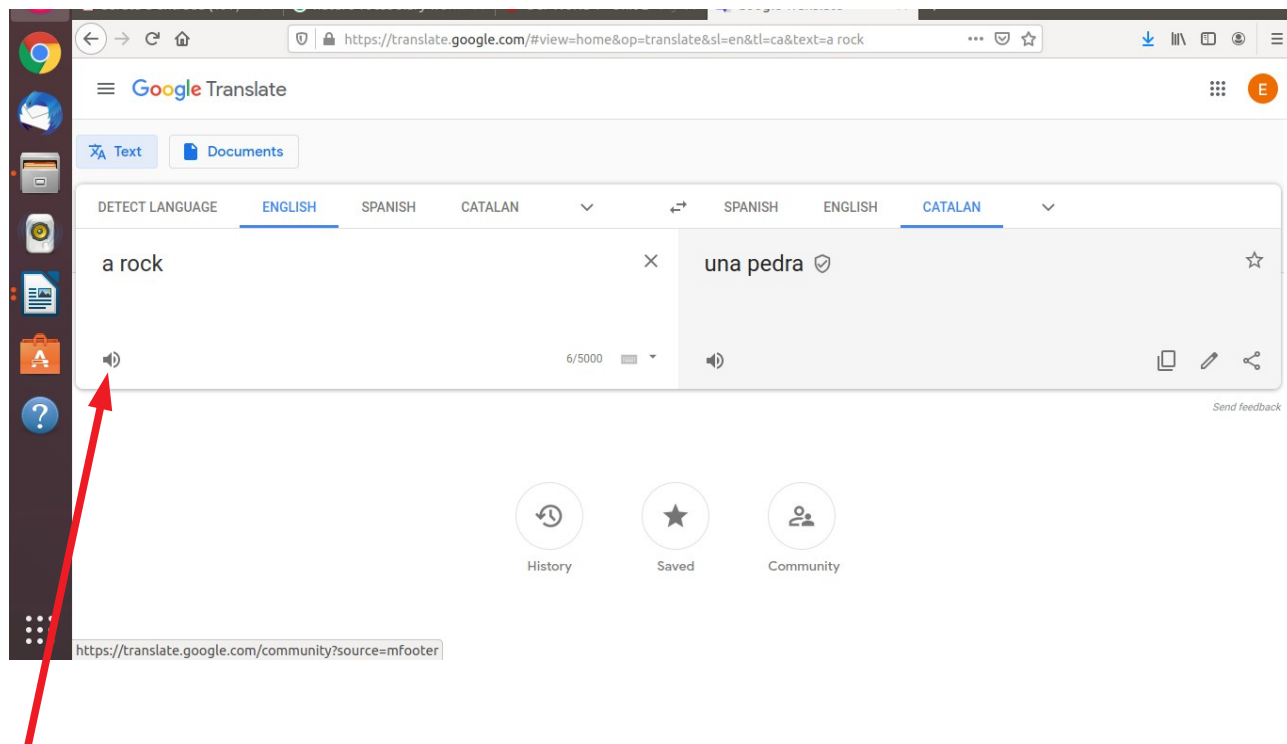 https://translate.google.com/#view=home&op=translate&sl=en&tl=ca&text=a rock
Google Translate
E
Text Documents
DETECT LANGUAGE ENGLISH SPANISH CATALAN SPANISH ENGLISH CATALAN
a rock una pedra
6/5000
Send feedback
History Saved Community
https://translate.google.com/community?source=mfooter